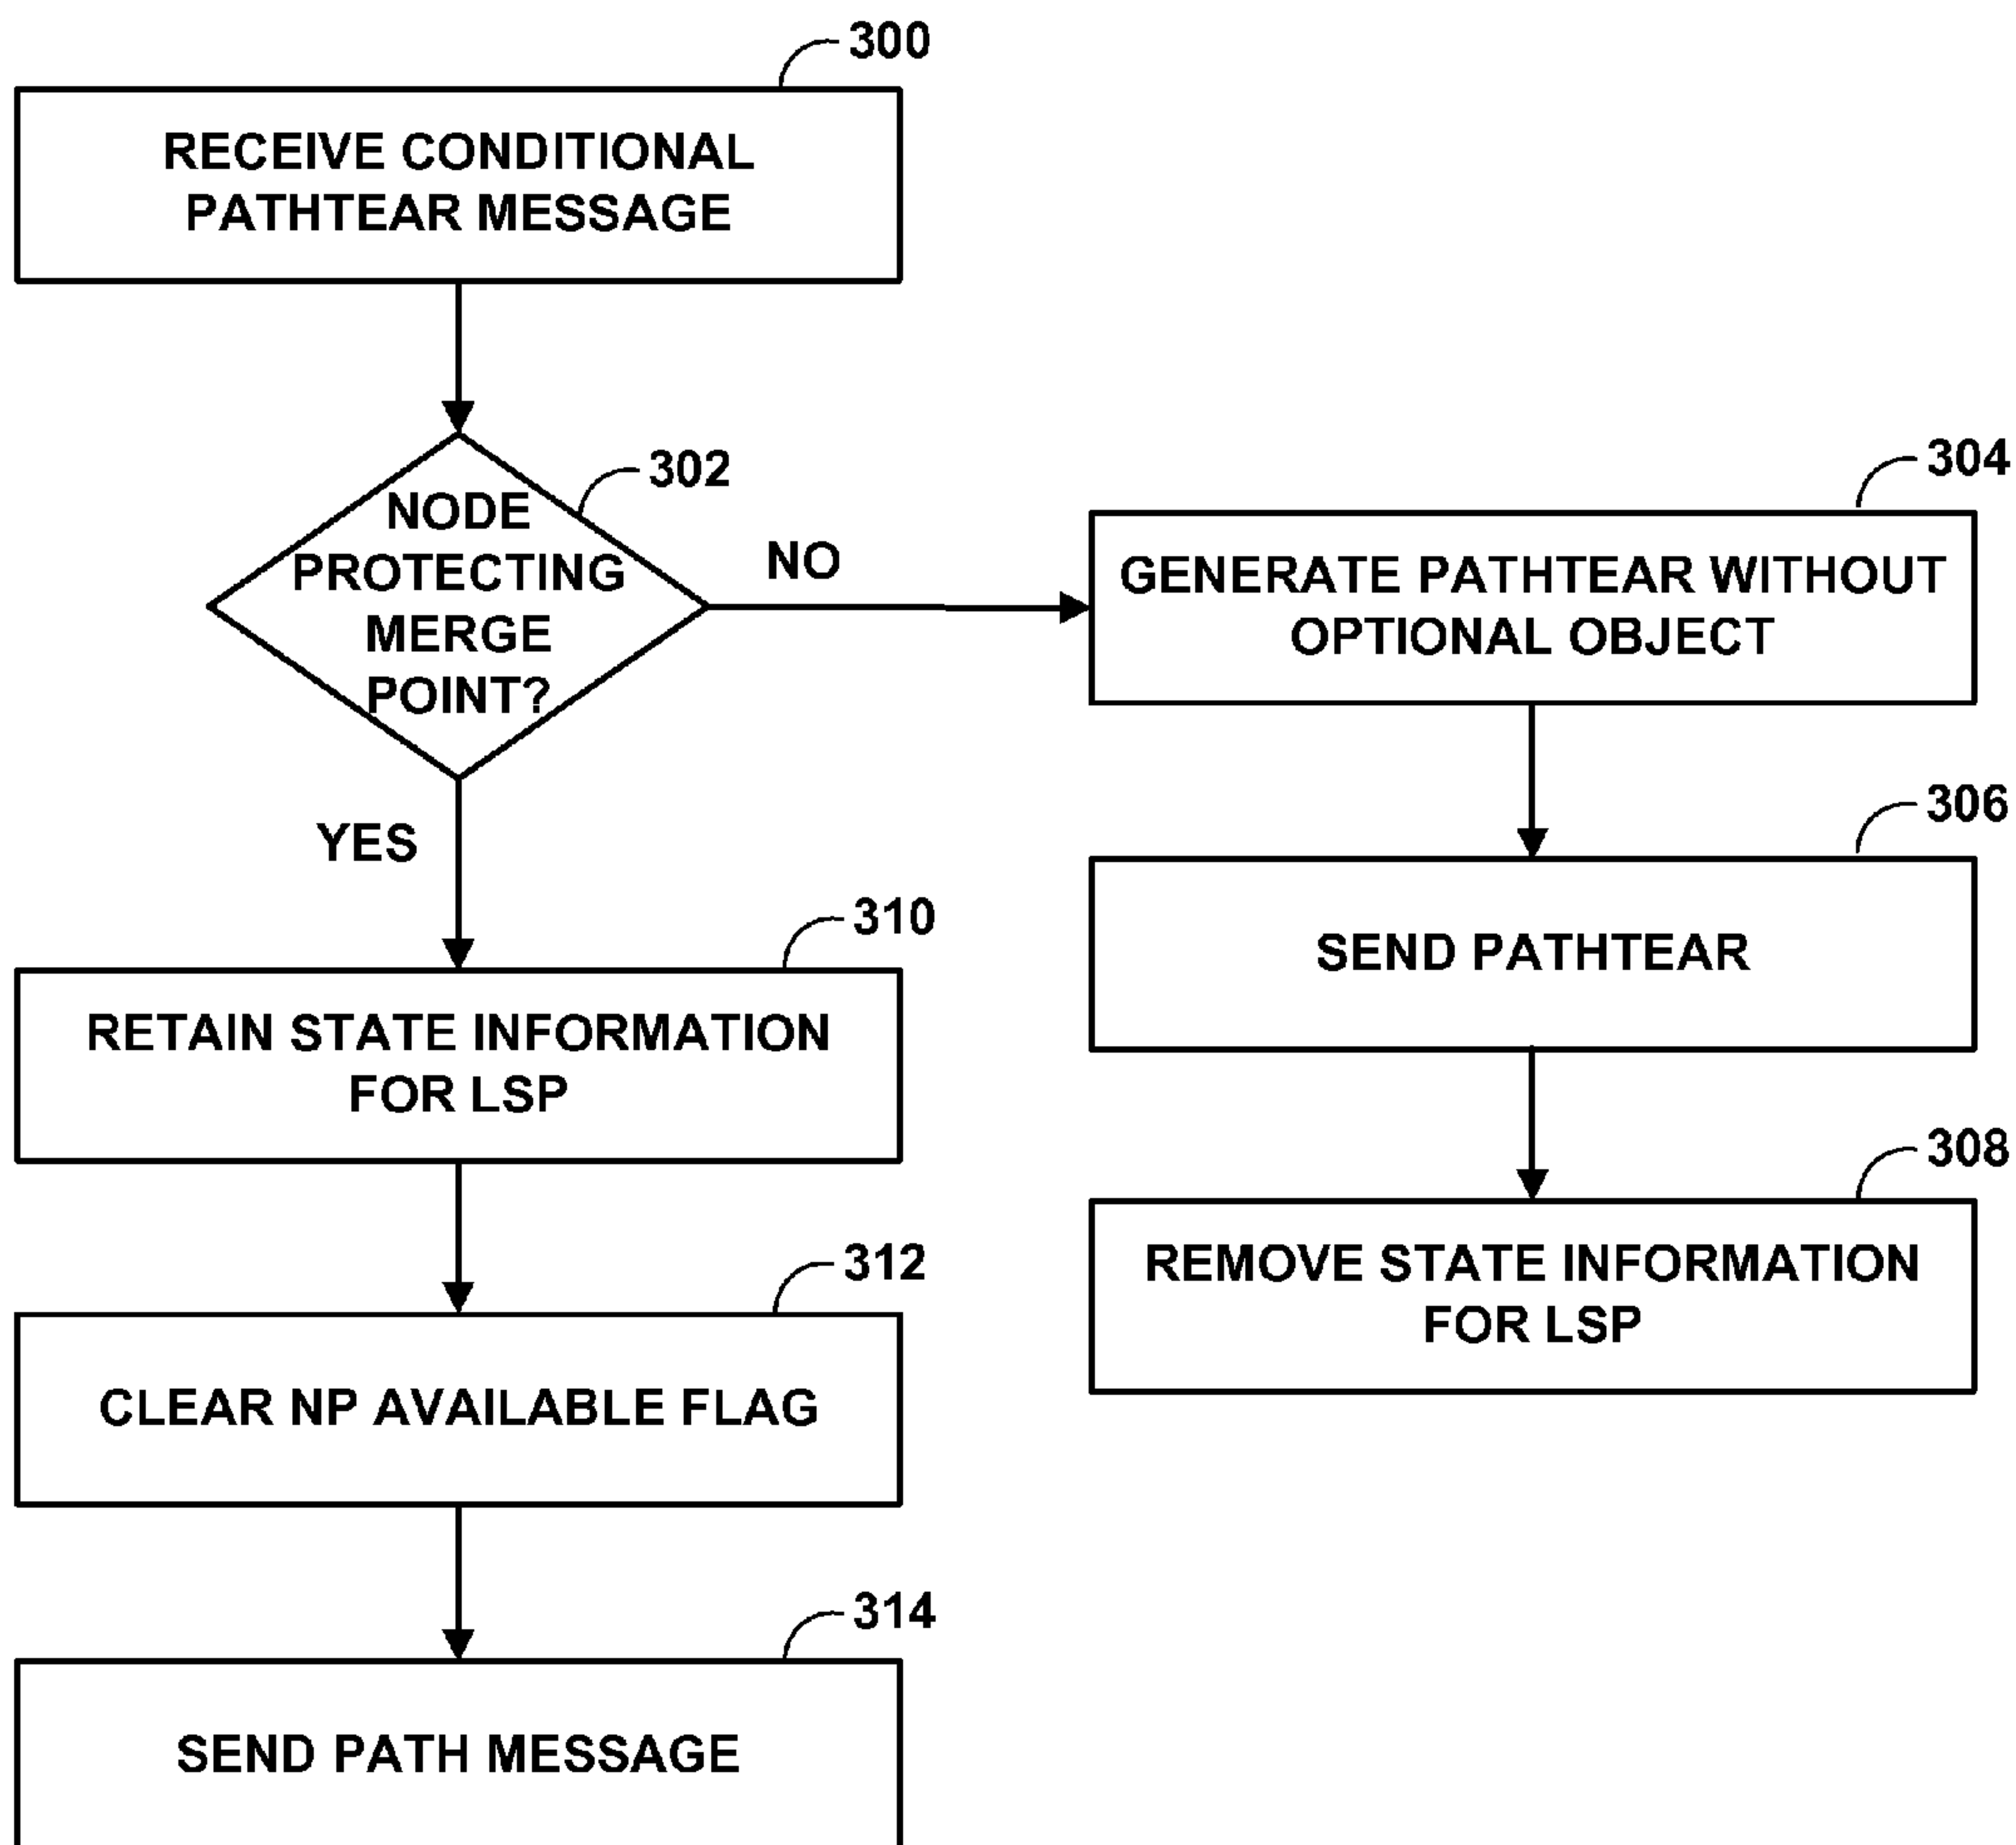 300
RECEIVE CONDITIONAL
PATHTEAR MESSAGE
302
NODE
PROTECTING
MERGE
POINT?
NO
YES
304
GENERATE PATHTEAR WITHOUT
OPTIONAL OBJECT
306
SEND PATHTEAR
308
REMOVE STATE INFORMATION
FOR LSP
310
RETAIN STATE INFORMATION
FOR LSP
312
CLEAR NP AVAILABLE FLAG
314
SEND PATH MESSAGE